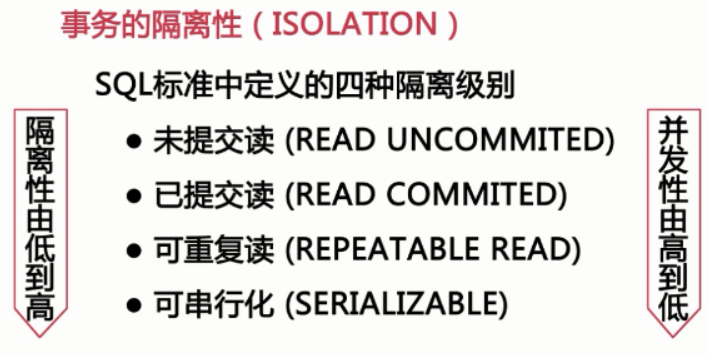 事务的隔离性（ISOLATION）
SQL标准中定义的四种隔离级别
隔离性由低到高
● 未提交读 (READ UNCOMMITED)
● 已提交读 (READ COMMITED)
● 可重复读 (REPEATABLE READ)
● 可串行化 (SERIALIZABLE)
并发性由高到低